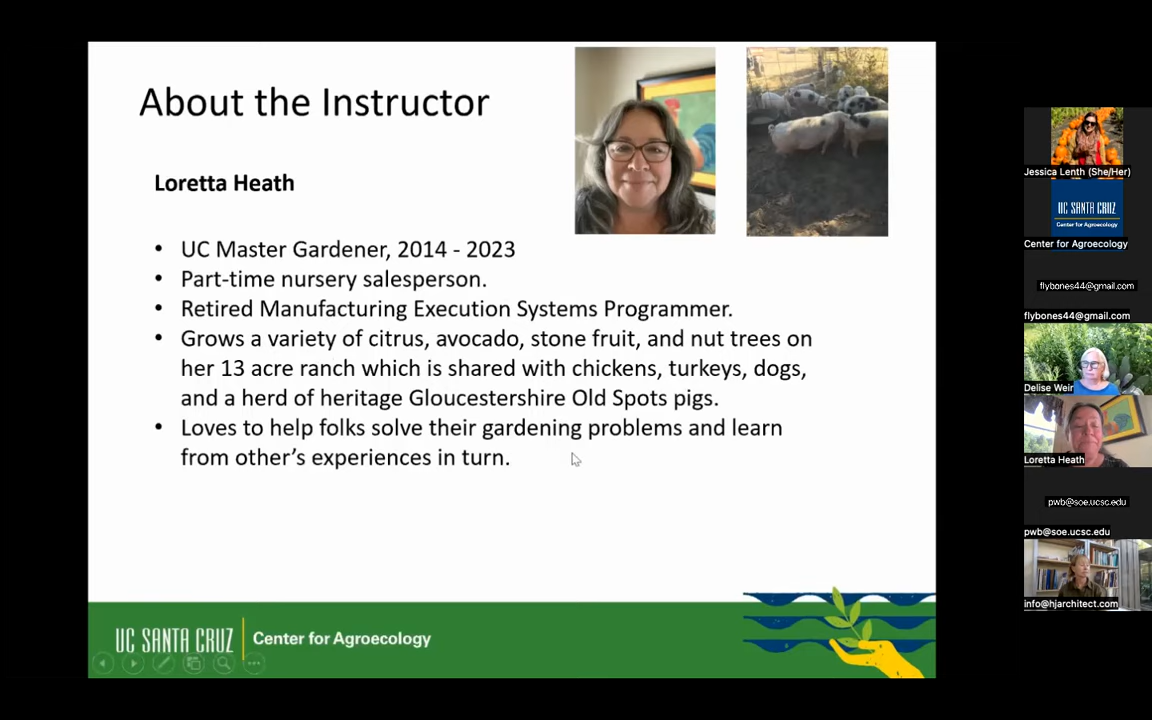 About the Instructor
Loretta Heath
• UC Master Gardener, 2014 - 2023
• Part-time nursery salesperson.
• Retired Manufacturing Execution Systems Programmer.
• Grows a variety of citrus, avocado, stone fruit, and nut trees on
her 13 acre ranch which is shared with chickens, turkeys, dogs,
and a herd of heritage Gloucestershire Old Spots pigs.
• Loves to help folks solve their gardening problems and learn
from other's experiences in turn.
UC SANTA CRUZ Center for Agroecology
Jessica Lenth (She/Her)
UC SANTA CRUZ
Center for Agroecology
Center for Agroecology
flybones44@gmail.com
flybones44@gmail.com
Delise Weir
Loretta Heath
pwb@soe.ucsc.edu
pwb@soe.ucsc.edu
info@hjarchitect.com